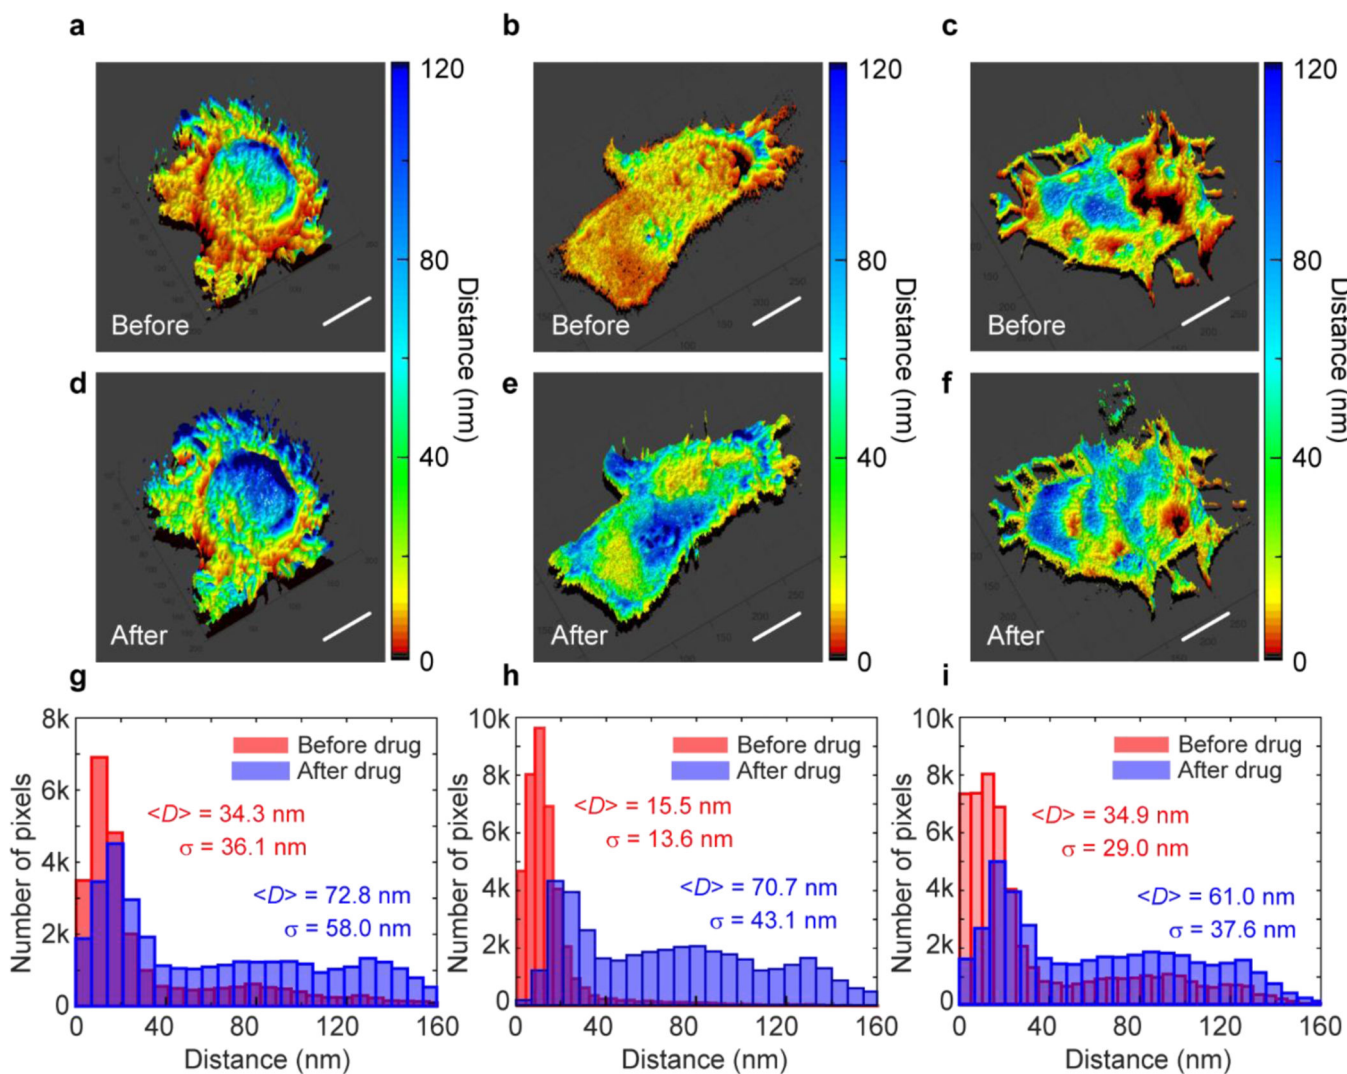 a
b
c
120
80
40
0
Distance (nm)
Before
120
80
40
0
Distance (nm)
Before
120
80
40
0
Distance (nm)
Before
d
e
f
After
After
After
g
h
i
8k
6k
4k
2k
0
Number of pixels
Before drug
After drug
<D> = 34.3 nm
σ = 36.1 nm
<D> = 72.8 nm
σ = 58.0 nm
0 40 80 120 160
Distance (nm)
10k
8k
6k
4k
2k
0
Number of pixels
Before drug
After drug
<D> = 15.5 nm
σ = 13.6 nm
<D> = 70.7 nm
σ = 43.1 nm
0 40 80 120 160
Distance (nm)
10k
8k
6k
4k
2k
0
Number of pixels
Before drug
After drug
<D> = 34.9 nm
σ = 29.0 nm
<D> = 61.0 nm
σ = 37.6 nm
0 40 80 120 160
Distance (nm)